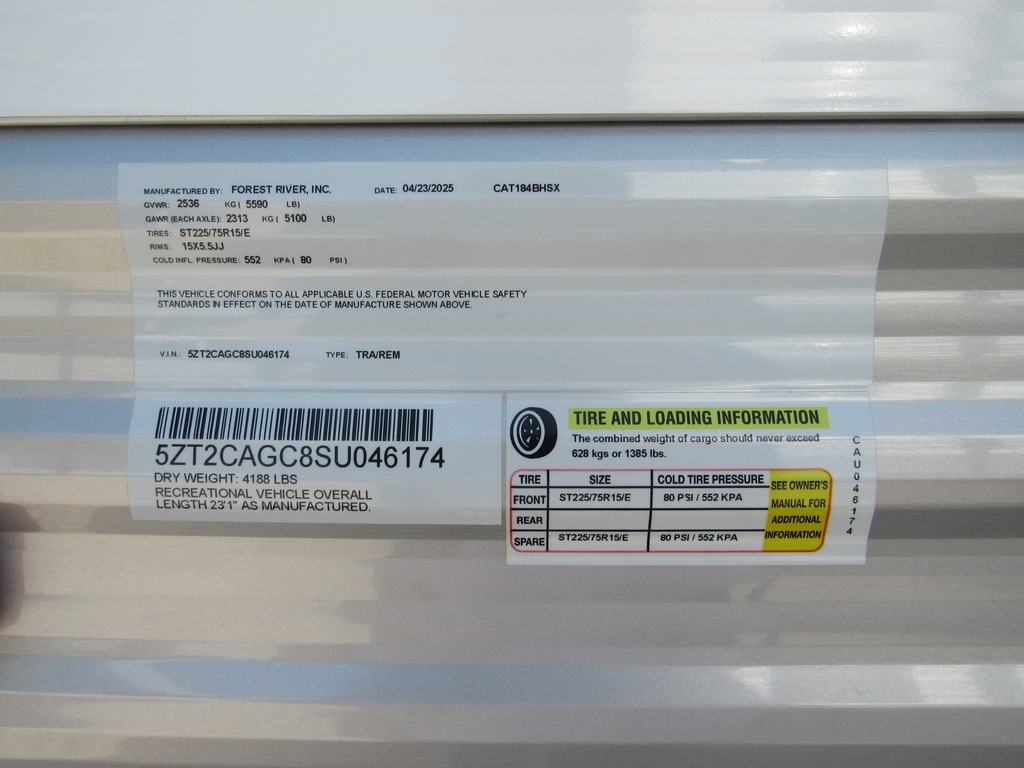 MANUFACTURED BY: FOREST RIVER, INC. DATE: 04/23/2025 CAT184BHSX
GVWR: 2536 KG ( 5590 LB)
GAWR (EACH AXLE): 2313 KG ( 5100 LB)
TIRES: ST225/75R15/E
RIMS: 15X5.5JJ
COLD INFL. PRESSURE: 552 KPA ( 80 PSI )
THIS VEHICLE CONFORMS TO ALL APPLICABLE U.S. FEDERAL MOTOR VEHICLE SAFETY
STANDARDS IN EFFECT ON THE DATE OF MANUFACTURE SHOWN ABOVE.
V.I.N.: 5ZT2CAGC8SU046174 TYPE: TRA/REM
5ZT2CAGC8SU046174
DRY WEIGHT: 4188 LBS
RECREATIONAL VEHICLE OVERALL
LENGTH 23'1" AS MANUFACTURED.
TIRE AND LOADING INFORMATION
The combined weight of cargo should never exceed
628 kgs or 1385 lbs.
TIRE SIZE COLD TIRE PRESSURE
FRONT ST225/75R15/E 80 PSI / 552 KPA
REAR
SPARE ST225/75R15/E 80 PSI / 552 KPA
SEE OWNER'S
MANUAL FOR
ADDITIONAL
INFORMATION
CAU046174